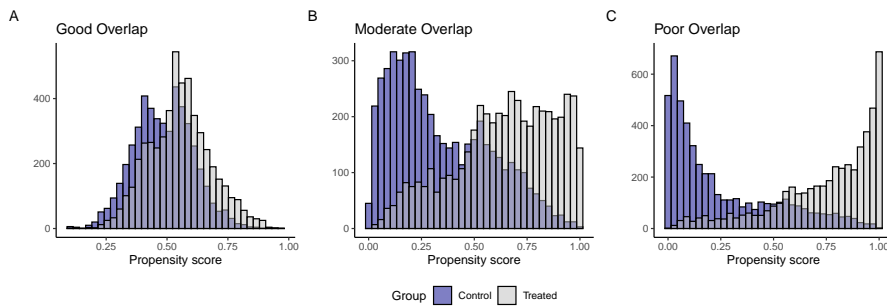 A
Good Overlap
400
200
0
0.25
0.50
0.75
1.00
Propensity score
B
Moderate Overlap
300
200
100
0
0.00
0.25
0.50
0.75
1.00
Propensity score
C
Poor Overlap
600
400
200
0
0.00
0.25
0.50
0.75
1.00
Propensity score
Group
Control
Treated